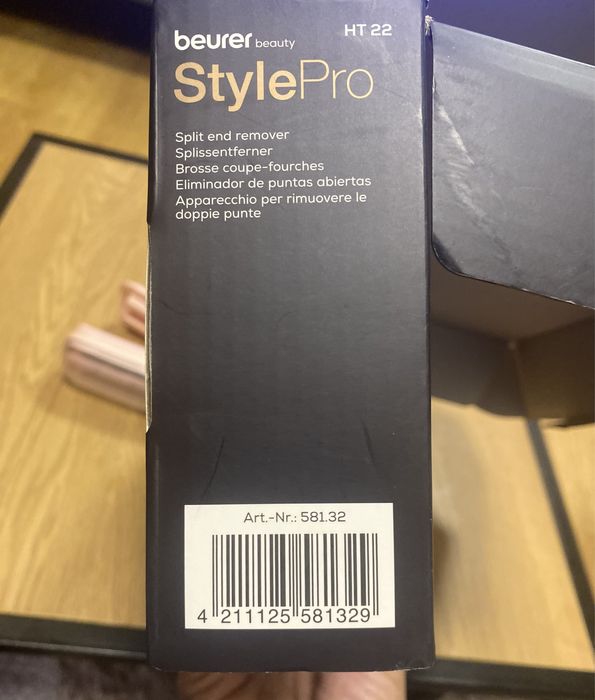 beurer beauty HT 22
StylePro
Split end remover
Splissentferner
Brosse coupe-fourches
Eliminador de puntas abiertas
Apparecchio per rimuovere le
doppie punte
Art.-Nr.: 581.32
4 211125 581329